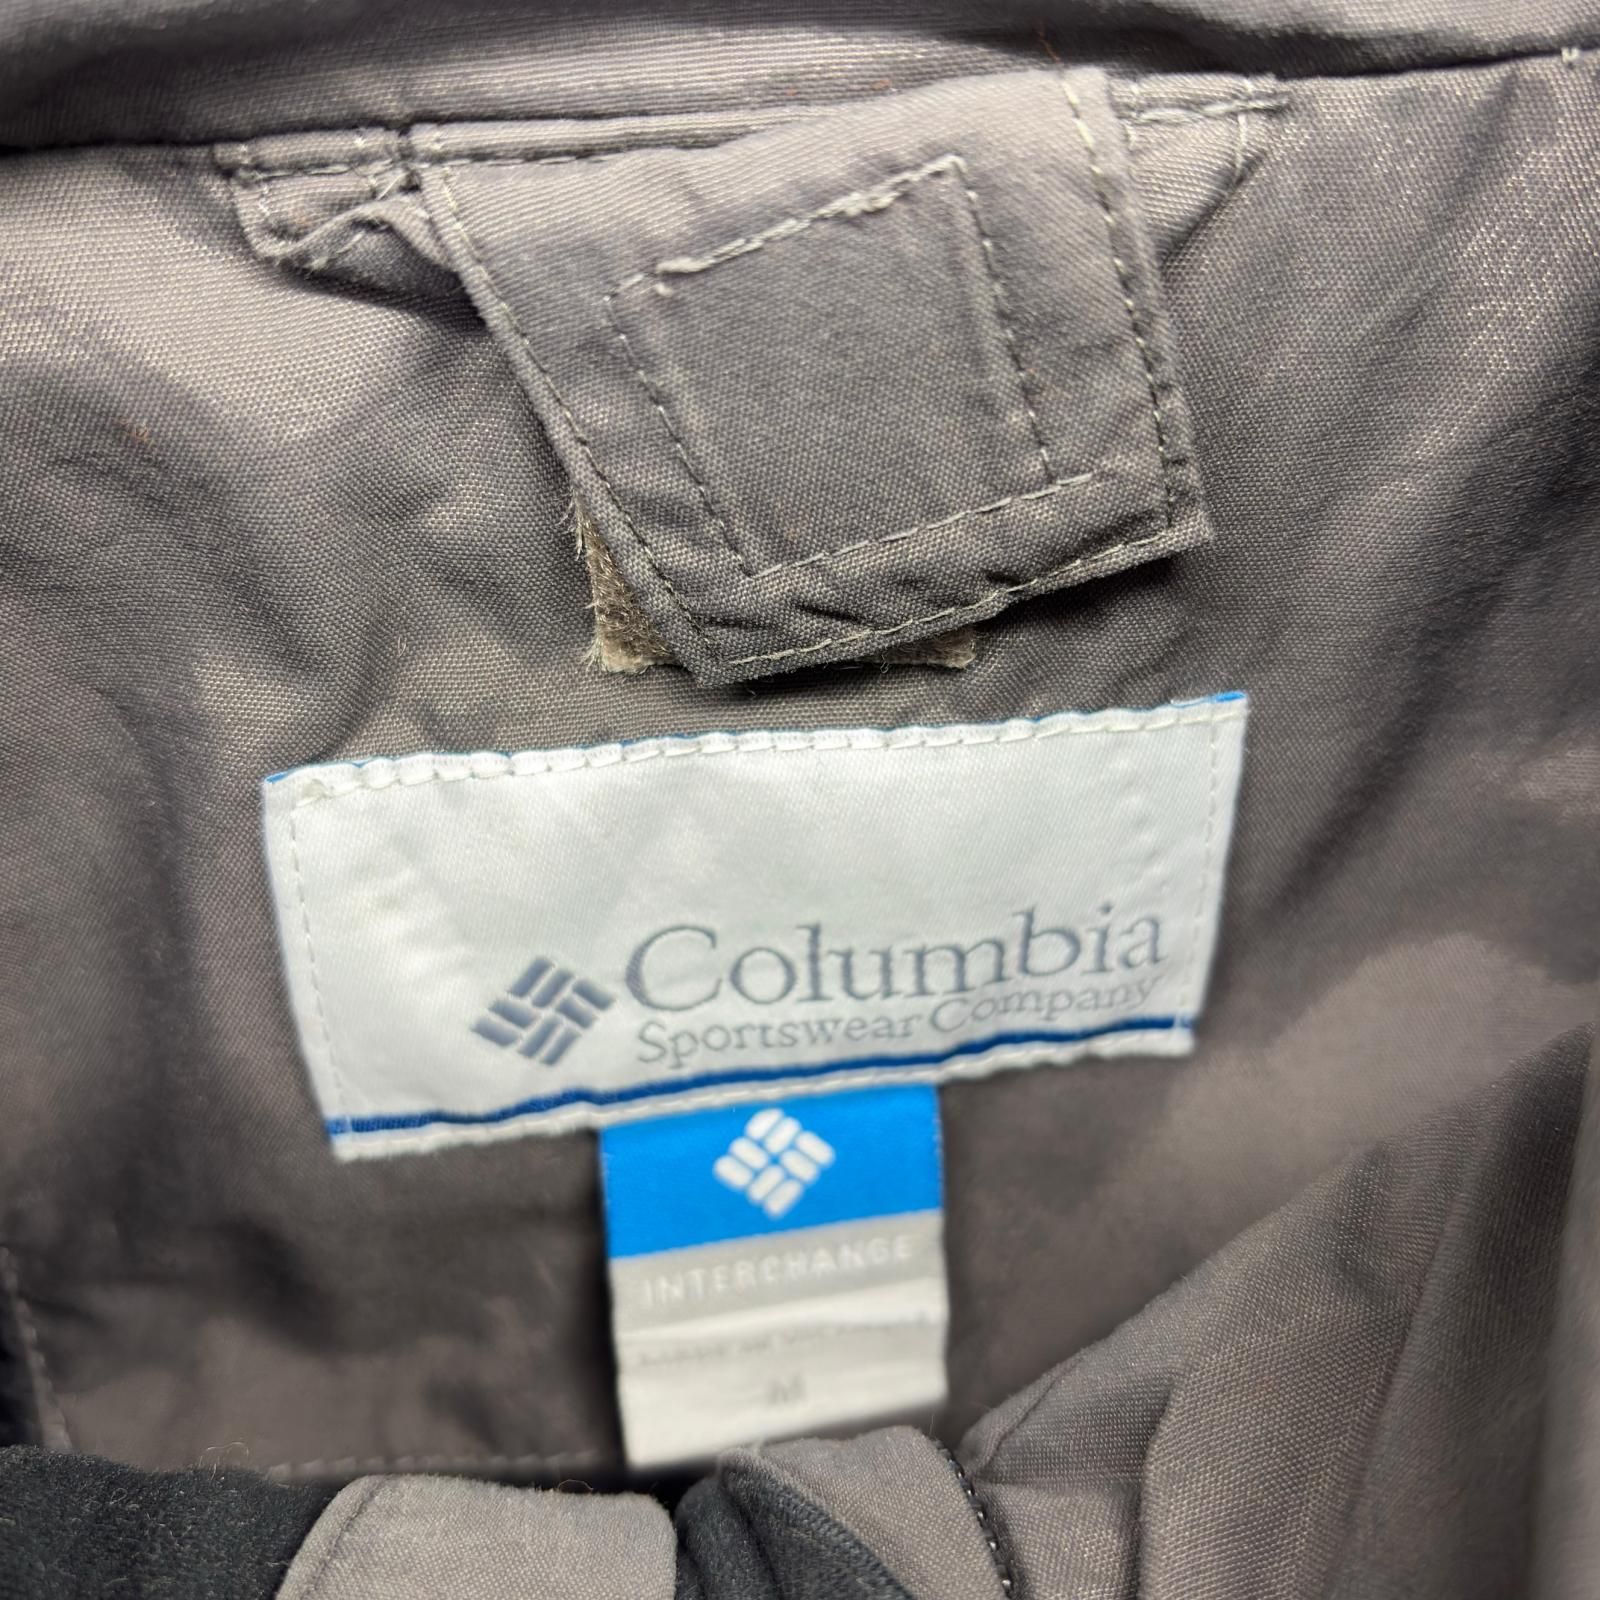 Columbia
Sportswear Company
INTERCHANGE
M